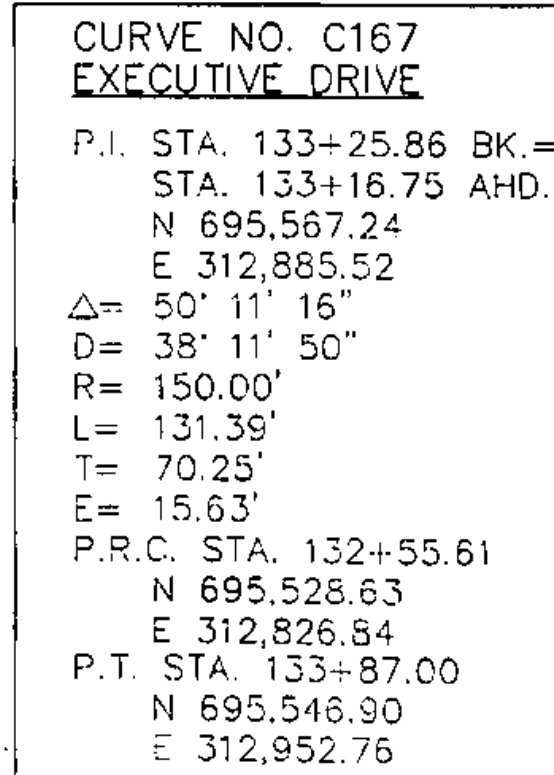 CURVE NO. C167
EXECUTIVE DRIVE
P.I. STA. 133+25.86 BK.=
STA. 133+16.75 AHD.
N 695,567.24
E 312,885.52
△= 50° 11' 16"
D= 38° 11' 50"
R= 150.00'
L= 131.39'
T= 70.25'
E= 15.63'
P.R.C. STA. 132+55.61
N 695,528.63
E 312,826.84
P.T. STA. 133+87.00
N 695,546.90
E 312,952.76